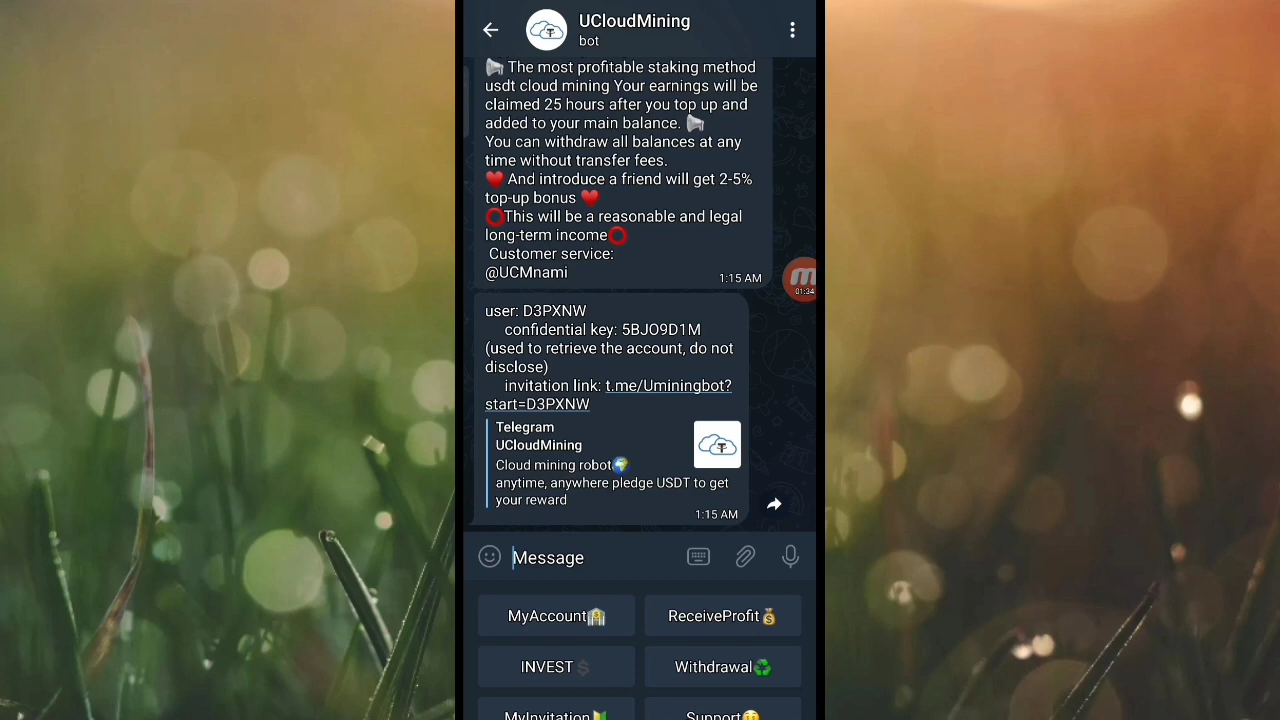 UCloudMining
bot
📢 The most profitable staking method
usdt cloud mining Your earnings will be
claimed 25 hours after you top up and
added to your main balance. 📢
You can withdraw all balances at any
time without transfer fees.
♥️ And introduce a friend will get 2-5%
top-up bonus ♥️
⭕This will be a reasonable and legal
long-term income⭕
Customer service:
@UCMnami
1:15 AM
01:34
user: D3PXNW
confidential key: 5BJO9D1M
(used to retrieve the account, do not
disclose)
invitation link: t.me/Uminingbot?
start=D3PXNW
Telegram
UCloudMining
Cloud mining robot🌍
anytime, anywhere pledge USDT to get
your reward
1:15 AM
Message
MyAccount🏦
ReceiveProfit💰
INVEST💲
Withdrawal♻️
MyInvitation🔰
Support🤑